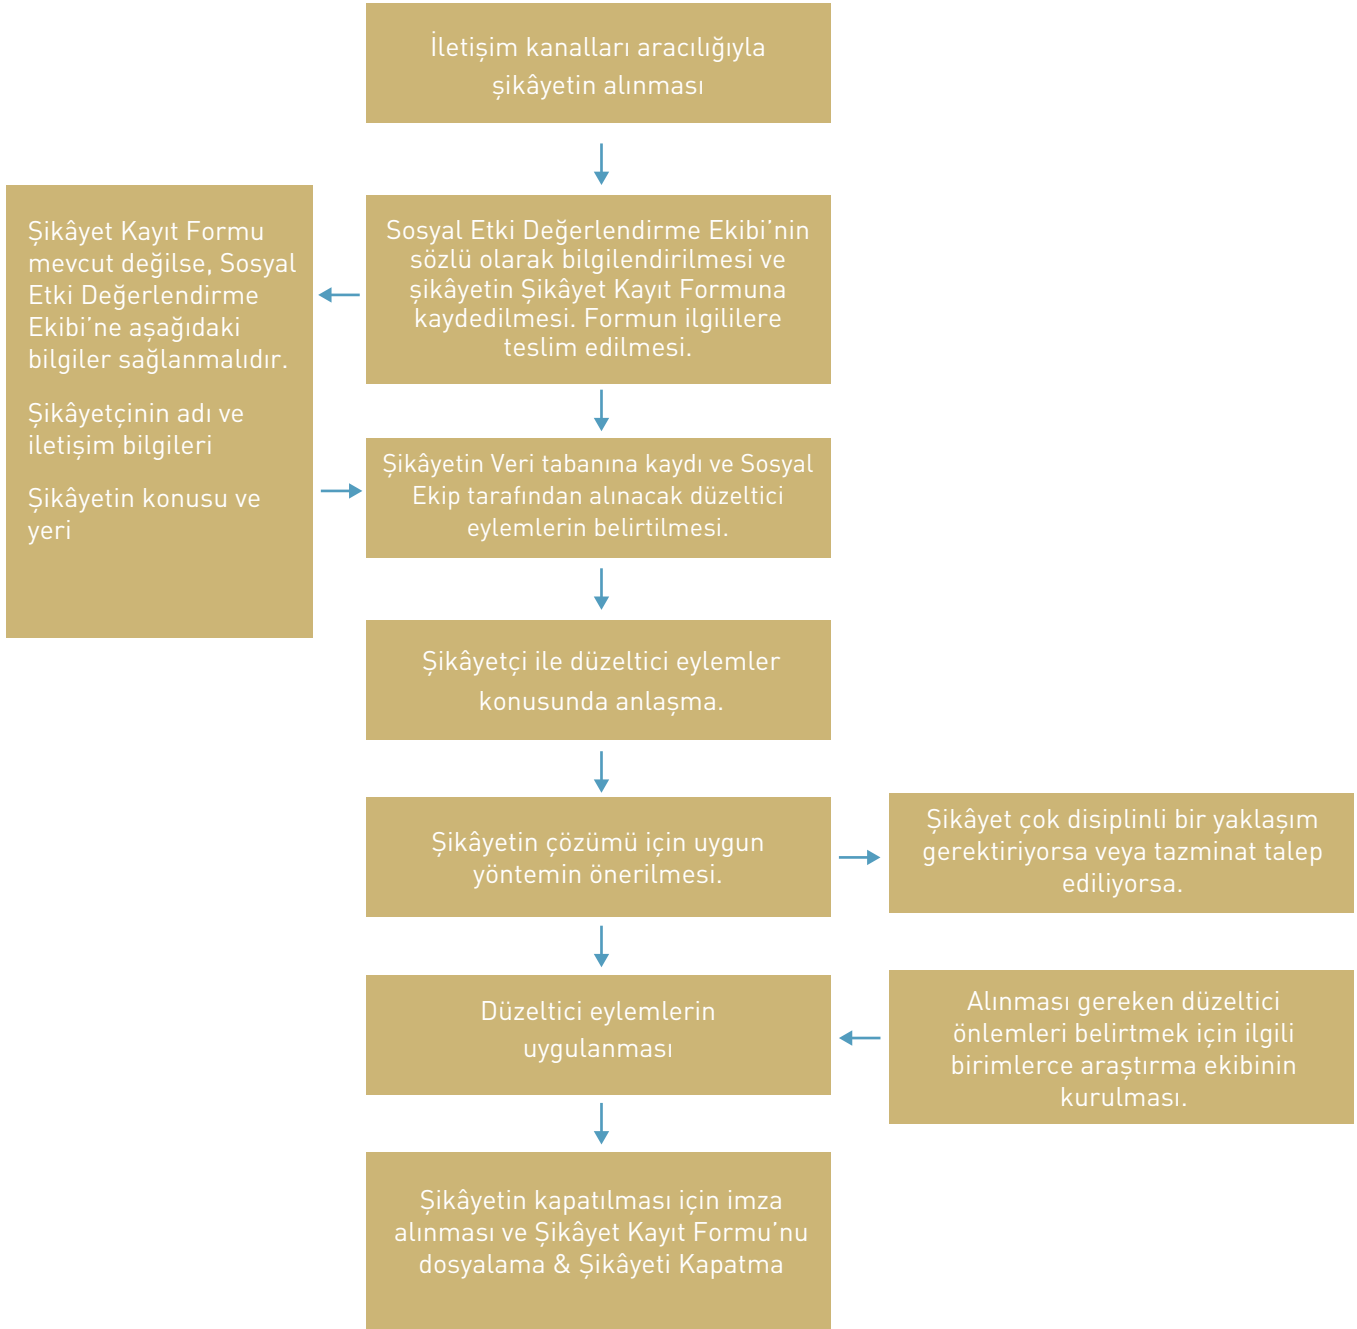 İletişim kanalları aracılığıyla
şikâyetin alınması
Sosyal Etki Değerlendirme Ekibi’nin
sözlü olarak bilgilendirilmesi ve
şikâyetin Şikâyet Kayıt Formuna
kaydedilmesi. Formun ilgililere
teslim edilmesi.
Şikâyet Kayıt Formu
mevcut değilse, Sosyal
Etki Değerlendirme
Ekibi’ne aşağıdaki
bilgiler sağlanmalıdır.
Şikâyetçinin adı ve
iletişim bilgileri
Şikâyetin konusu ve
yeri
Şikâyetin Veri tabanına kaydı ve Sosyal
Ekip tarafından alınacak düzeltici
eylemlerin belirtilmesi.
Şikâyetçi ile düzeltici eylemler
konusunda anlaşma.
Şikâyetin çözümü için uygun
yöntemin önerilmesi.
Şikâyet çok disiplinli bir yaklaşım
gerektiriyorsa veya tazminat talep
ediliyorsa.
Düzeltici eylemlerin
uygulanması
Alınması gereken düzeltici
önlemleri belirtmek için ilgili
birimlerce araştırma ekibinin
kurulması.
Şikâyetin kapatılması için imza
alınması ve Şikâyet Kayıt Formu’nu
dosyalama & Şikâyeti Kapatma